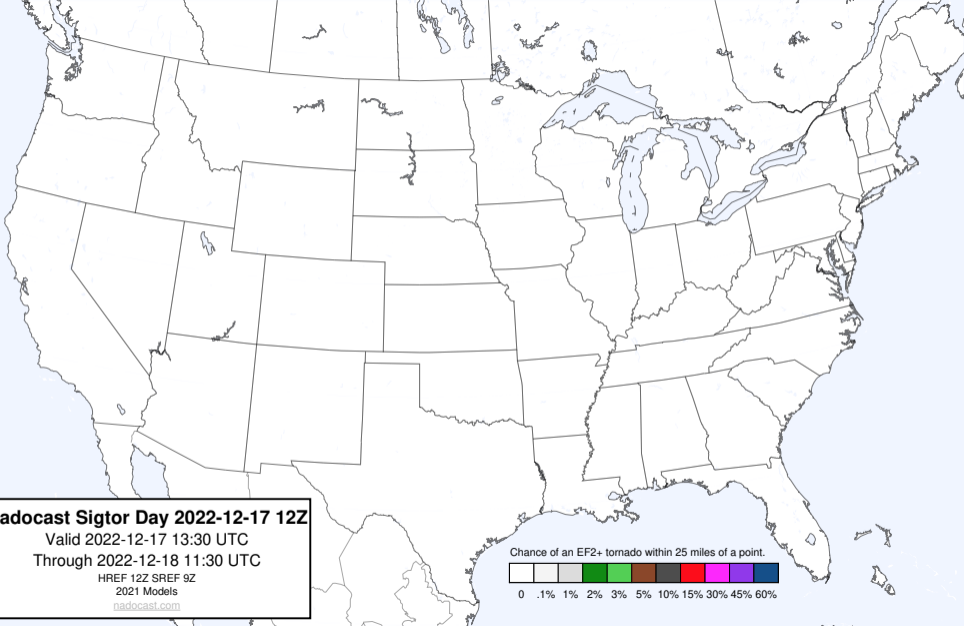 adocast Sigtor Day 2022-12-17 12Z
Valid 2022-12-17 13:30 UTC
Through 2022-12-18 11:30 UTC
HREF 12Z SREF 9Z
2021 Models
nadocast.com
Chance of an EF2+ tornado within 25 miles of a point.
0 .1% 1% 2% 3% 5% 10% 15% 30% 45% 60%